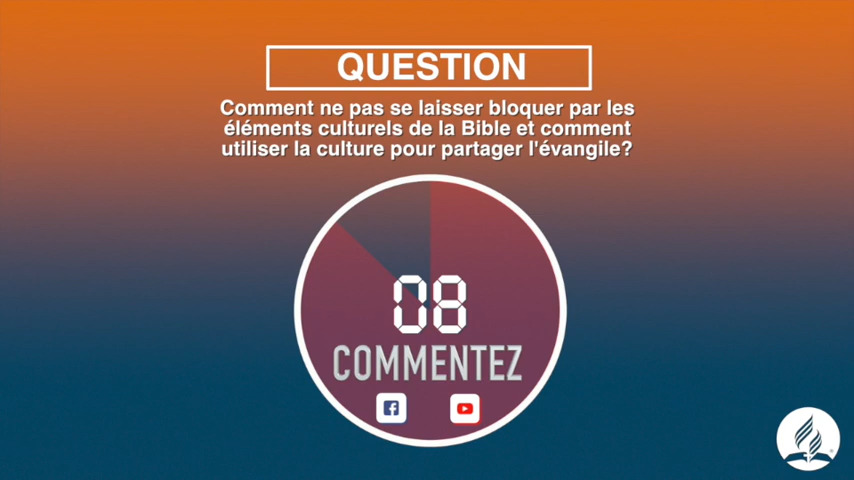 QUESTION
Comment ne pas se laisser bloquer par les
éléments culturels de la Bible et comment
utiliser la culture pour partager l'évangile?
08
COMMENTEZ